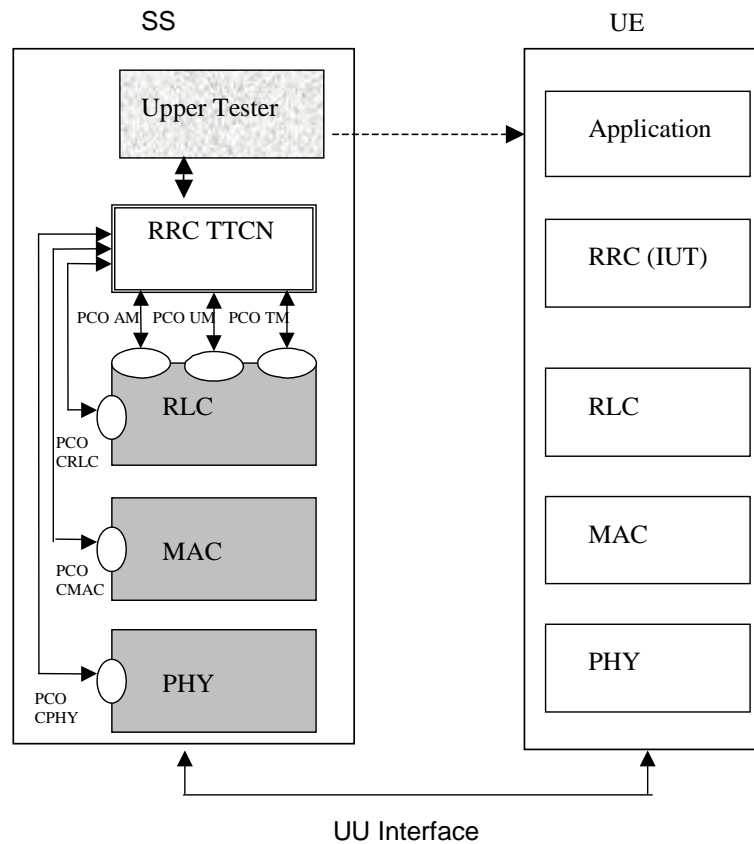 SS
UE
Upper Tester
Application
RRC TTCN
RRC (IUT)
PCO AM
PCO UM
PCO TM
RLC
RLC
PCO
CRLC
MAC
MAC
PCO
CMAC
PHY
PHY
PCO
CPHY
UU Interface